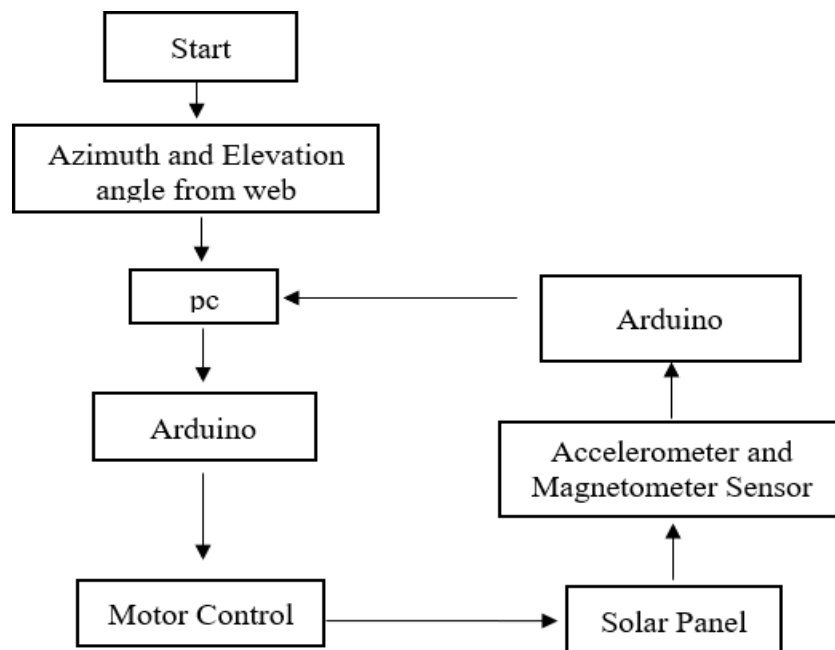 Start
Azimuth and Elevation
angle from web
pc
Arduino
Arduino
Accelerometer and
Magnetometer Sensor
Motor Control
Solar Panel